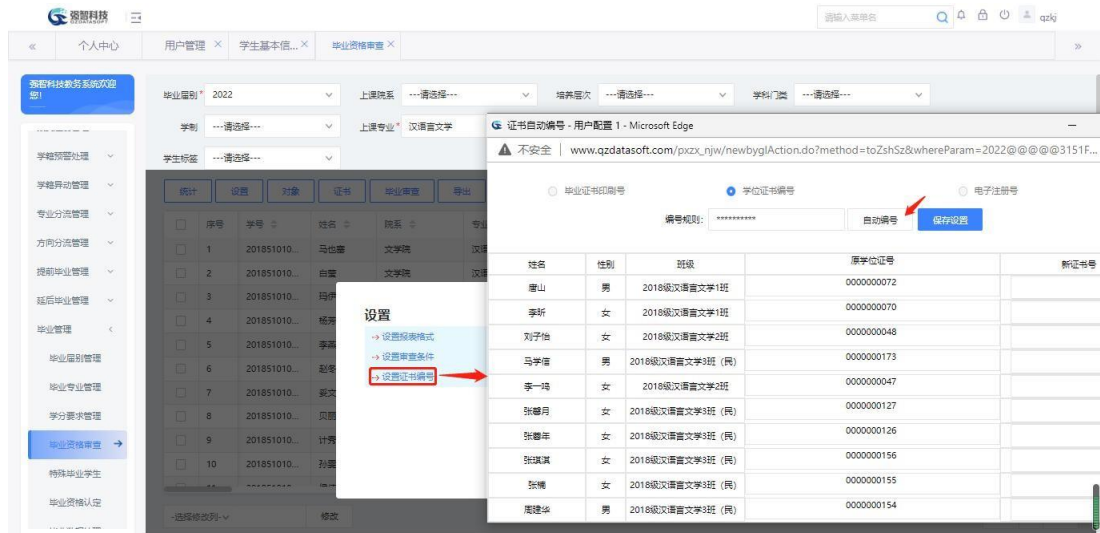 强智科技
QZDATASOFT
请输入菜单名
qzkj
个人中心
用户管理 ×
学生基本信... ×
毕业资格审查 ×
强智科技教务系统欢迎
您!
学籍预警处理
学籍异动管理
专业分流管理
方向分流管理
提前毕业管理
延后毕业管理
毕业管理
毕业届别管理
毕业专业管理
学分要求管理
毕业资格审查
特殊毕业学生
毕业资格认定
毕业届别* 2022
上课院系 ---请选择---
培养层次 ---请选择---
学科门类 ---请选择---
学制 ---请选择---
上课专业* 汉语言文学
学生标签 ---请选择---
统计 设置 对象 证书 毕业审查 导出
序号 学号 姓名 院系 专业
1 201851010... 马也塞 文学院 汉语
2 201851010... 白莹 文学院 汉语
3 201851010... 玛伊
4 201851010... 杨芳
5 201851010... 李燕
6 201851010... 赵冬
7 201851010... 晏文
8 201851010... 贝丽
9 201851010... 计秀
10 201851010... 孙雯
-选择修改列- 修改
设置
→ 设置报表格式
→ 设置审查条件
→ 设置证书编号
证书自动编号 - 用户配置 1 - Microsoft Edge
不安全 | www.qzdatasoft.com/pxzx_njw/newbyglAction.do?method=toZshSz&whereParam=2022@@@@@3151F...
毕业证书印刷号 学位证书编号 电子注册号
编号规则: ********** 自动编号 保存设置
姓名 性别 班级 原学位证号 新证书号
唐山 男 2018级汉语言文学1班 0000000072
李昕 女 2018级汉语言文学1班 0000000070
刘子怡 女 2018级汉语言文学2班 0000000048
马学信 男 2018级汉语言文学3班 (民) 0000000173
李一鸣 女 2018级汉语言文学2班 0000000047
张馨月 女 2018级汉语言文学3班 (民) 0000000127
张蓉年 女 2018级汉语言文学3班 (民) 0000000126
张琪淇 女 2018级汉语言文学3班 (民) 0000000156
张楠 女 2018级汉语言文学3班 (民) 0000000155
周建华 男 2018级汉语言文学3班 (民) 0000000154